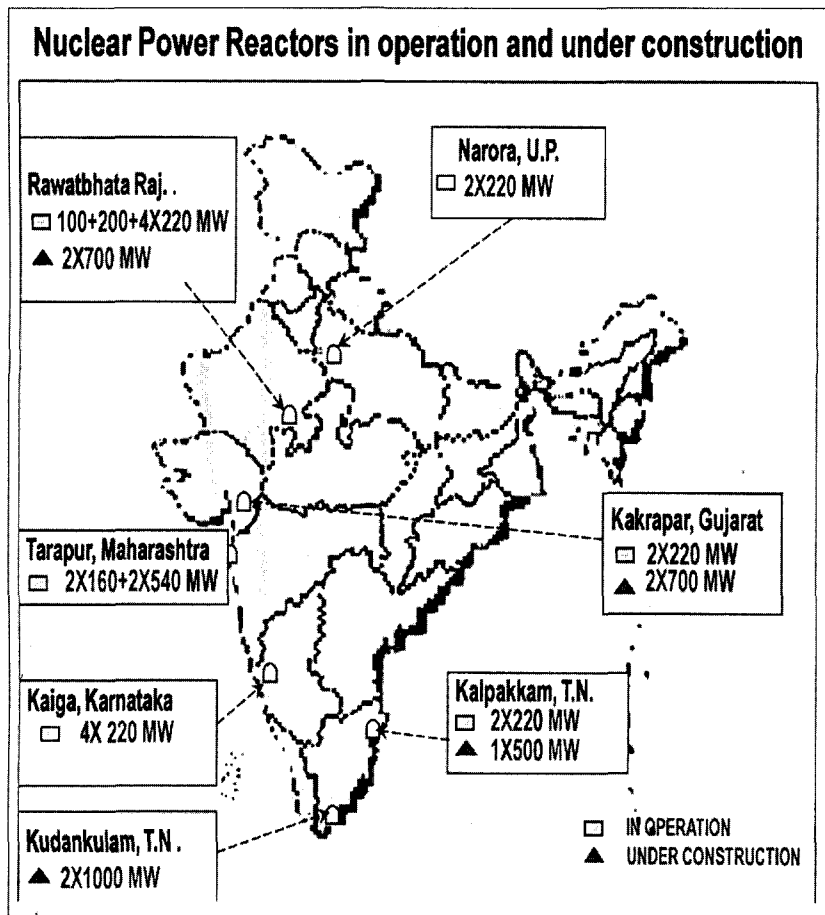 Nuclear Power Reactors in operation and under construction
Narora, U.P.
2X220 MW
Rawatbhata Raj. .
100+200+4X220 MW
2X700 MW
Kakrapar, Gujarat
2X220 MW
2X700 MW
Tarapur, Maharashtra
2X160+2X540 MW
Kaiga, Karnataka
4X 220 MW
Kalpakkam, T.N.
2X220 MW
1X500 MW
Kudankulam, T.N .
2X1000 MW
IN OPERATION
UNDER CONSTRUCTION